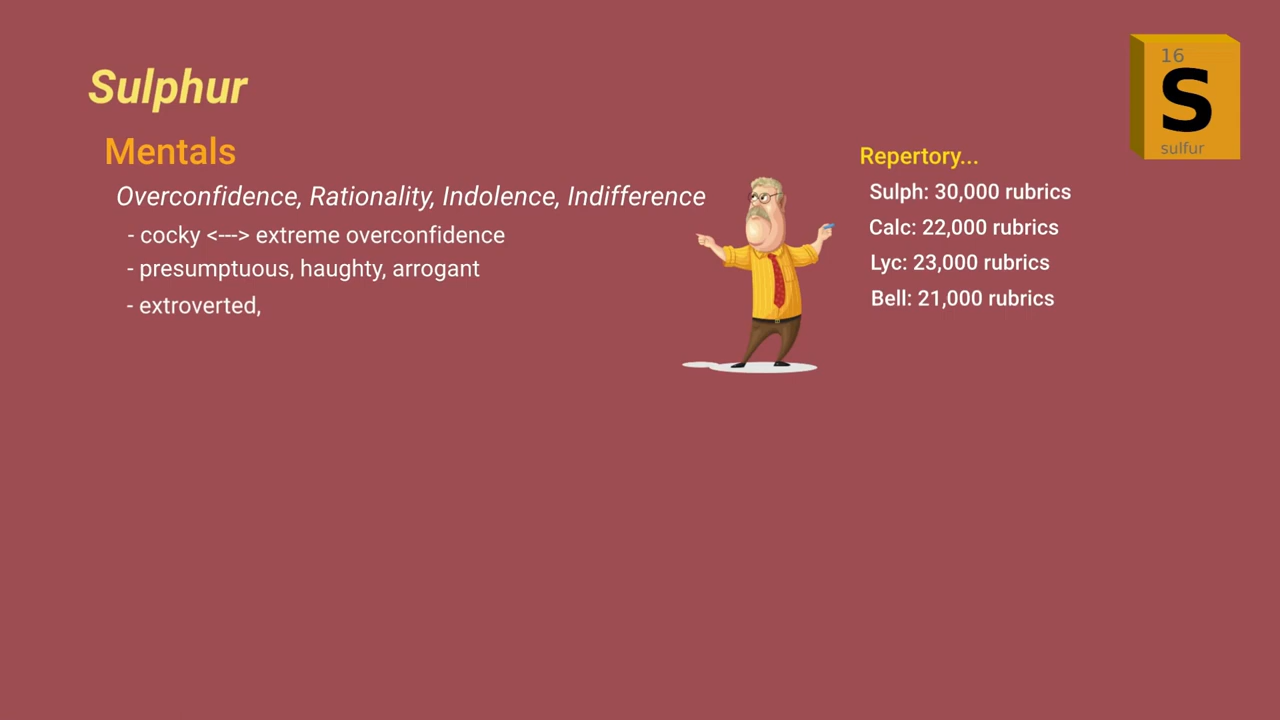 Sulphur
Mentals
Overconfidence, Rationality, Indolence, Indifference
- cocky <---> extreme overconfidence
- presumptuous, haughty, arrogant
- extroverted,
Repertory...
Sulph: 30,000 rubrics
Calc: 22,000 rubrics
Lyc: 23,000 rubrics
Bell: 21,000 rubrics
16
S
sulfur